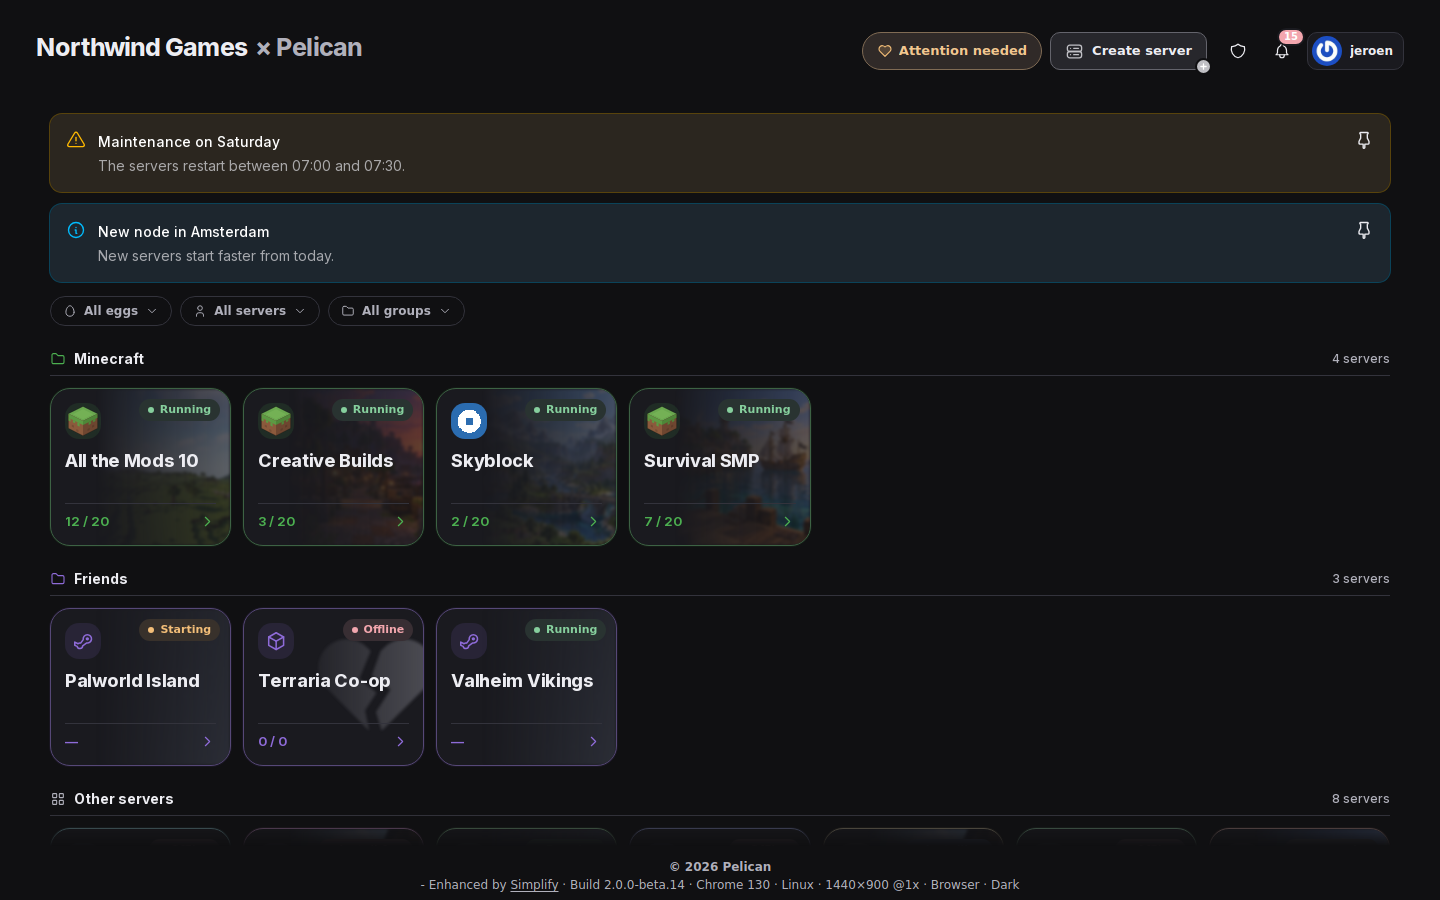 Northwind Games × Pelican
Attention needed
Create server
15
jeroen
Maintenance on Saturday
The servers restart between 07:00 and 07:30.
New node in Amsterdam
New servers start faster from today.
All eggs
All servers
All groups
Minecraft
4 servers
Running
All the Mods 10
12 / 20
Running
Creative Builds
3 / 20
Running
Skyblock
2 / 20
Running
Survival SMP
7 / 20
Friends
3 servers
Starting
Palworld Island
—
Offline
Terraria Co-op
0 / 0
Running
Valheim Vikings
—
Other servers
8 servers
© 2026 Pelican
- Enhanced by Simplify · Build 2.0.0-beta.14 · Chrome 130 · Linux · 1440×900 @1x · Browser · Dark